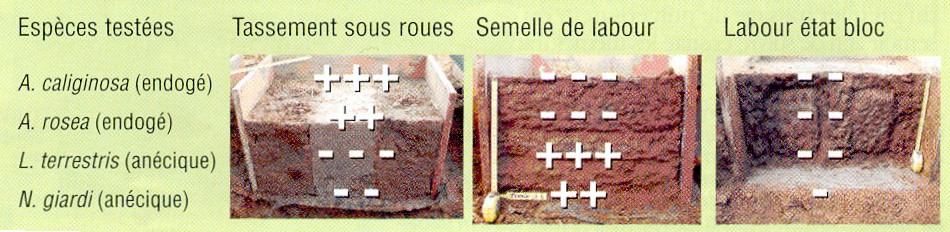 Espèces testées Tassement sous roues Semelle de labour Labour état bloc
A. caliginosa (endogé) +++ - - - - -
A. rosea (endogé) ++ - - - - -
L. terrestris (anécique) - - - +++ - -
N. giardi (anécique) - - ++ -